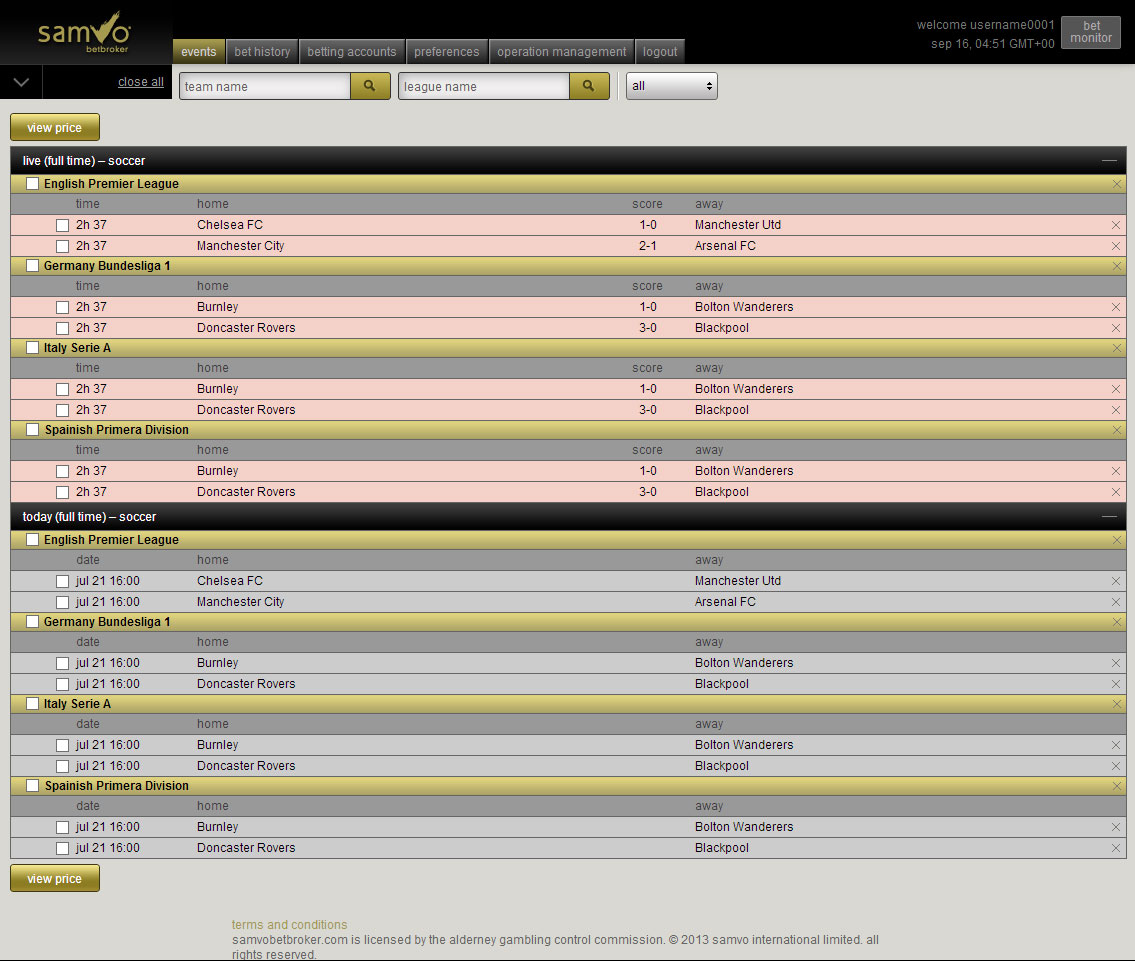 samvo
betbroker
events bet history betting accounts preferences operation management logout
welcome username0001
sep 16, 04:51 GMT+00
bet
monitor
close all
team name league name all
view price
live (full time) – soccer
English Premier League
time home score away
2h 37 Chelsea FC 1-0 Manchester Utd
2h 37 Manchester City 2-1 Arsenal FC
Germany Bundesliga 1
time home score away
2h 37 Burnley 1-0 Bolton Wanderers
2h 37 Doncaster Rovers 3-0 Blackpool
Italy Serie A
time home score away
2h 37 Burnley 1-0 Bolton Wanderers
2h 37 Doncaster Rovers 3-0 Blackpool
Spainish Primera Division
time home score away
2h 37 Burnley 1-0 Bolton Wanderers
2h 37 Doncaster Rovers 3-0 Blackpool
today (full time) – soccer
English Premier League
date home away
jul 21 16:00 Chelsea FC Manchester Utd
jul 21 16:00 Manchester City Arsenal FC
Germany Bundesliga 1
date home away
jul 21 16:00 Burnley Bolton Wanderers
jul 21 16:00 Doncaster Rovers Blackpool
Italy Serie A
date home away
jul 21 16:00 Burnley Bolton Wanderers
jul 21 16:00 Doncaster Rovers Blackpool
Spainish Primera Division
date home away
jul 21 16:00 Burnley Bolton Wanderers
jul 21 16:00 Doncaster Rovers Blackpool
view price
terms and conditions
samvobetbroker.com is licensed by the alderney gambling control commission. © 2013 samvo international limited. all
rights reserved.